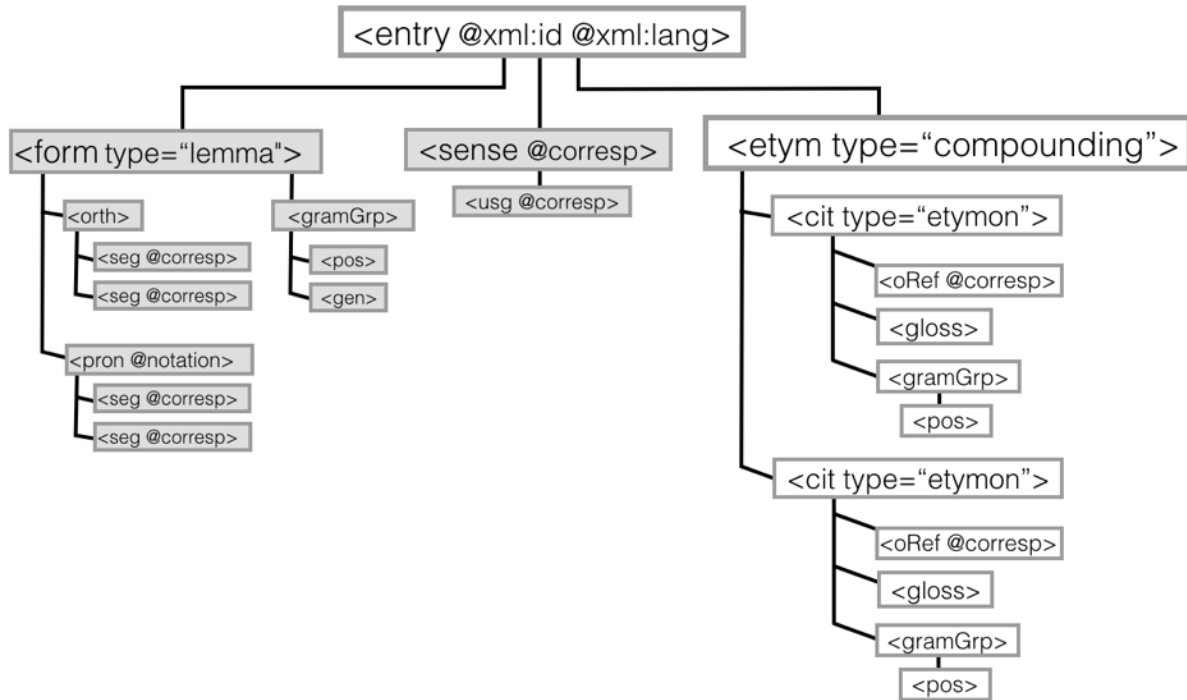 <entry @xml:id @xml:lang>
<form type=“lemma">
<orth>
<seg @corresp>
<seg @corresp>
<pron @notation>
<seg @corresp>
<seg @corresp>
<gramGrp>
<pos>
<gen>
<sense @corresp>
<usg @corresp>
<etym type=“compounding”>
<cit type=“etymon”>
<oRef @corresp>
<gloss>
<gramGrp>
<pos>
<cit type=“etymon”>
<oRef @corresp>
<gloss>
<gramGrp>
<pos>